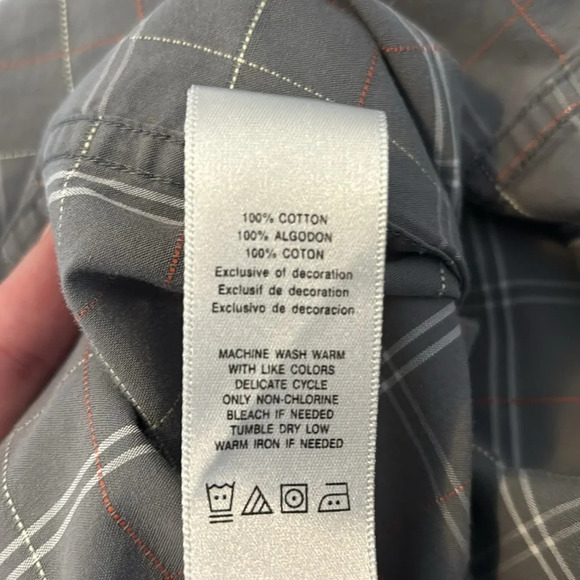 100% COTTON
100% ALGODON
100% COTON
Exclusive of decoration
Exclusif de decoration
Exclusivo de decoracion
MACHINE WASH WARM
WITH LIKE COLORS
DELICATE CYCLE
ONLY NON-CHLORINE
BLEACH IF NEEDED
TUMBLE DRY LOW
WARM IRON IF NEEDED